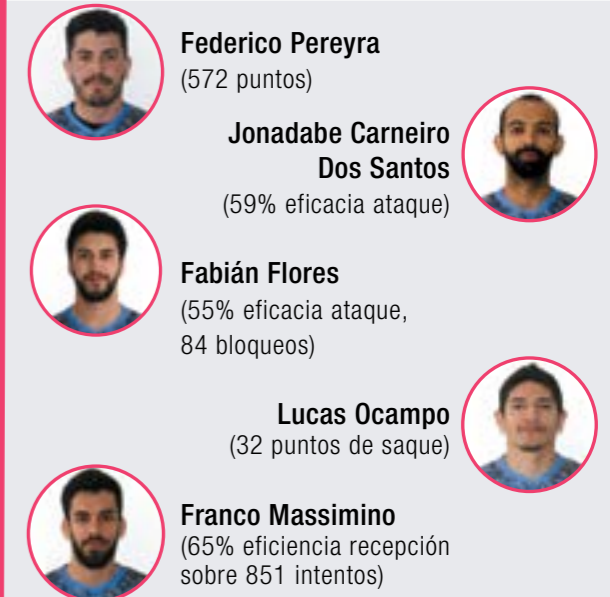 Federico Pereyra
(572 puntos)
Jonadabe Carneiro
Dos Santos
(59% eficacia ataque)
Fabián Flores
(55% eficacia ataque,
84 bloqueos)
Lucas Ocampo
(32 puntos de saque)
Franco Massimino
(65% eficiencia recepción
sobre 851 intentos)